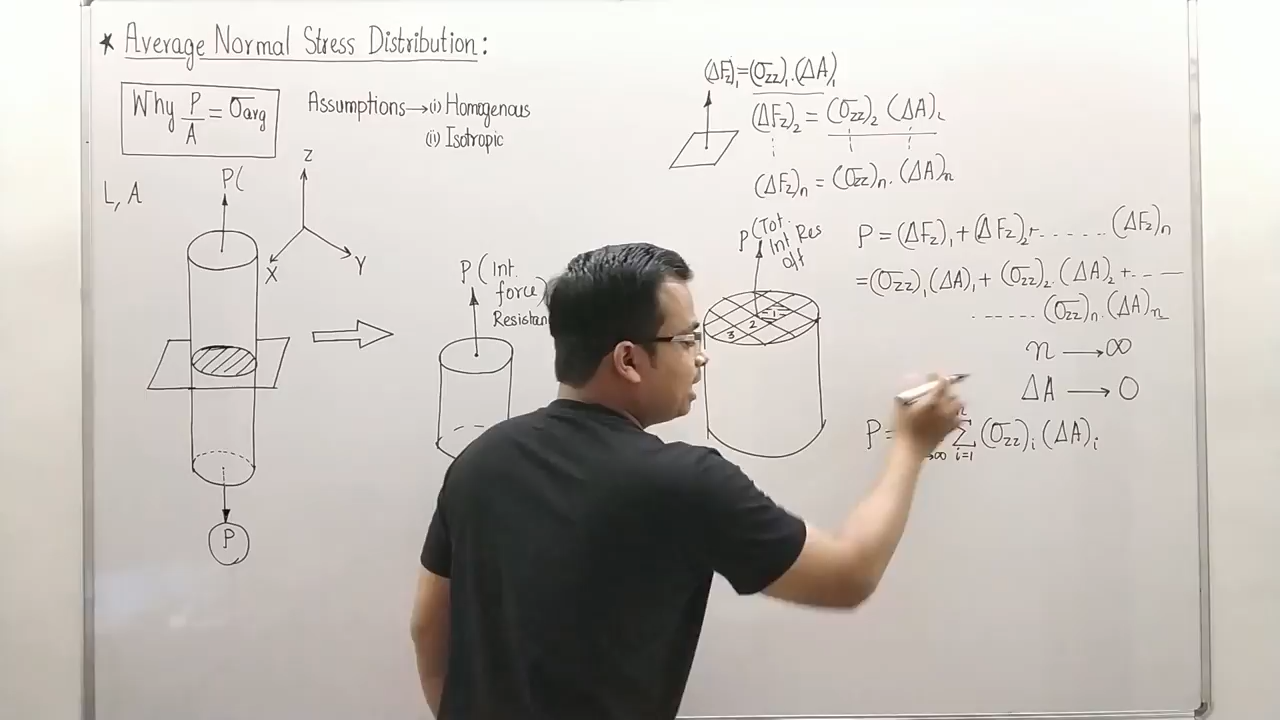 * Average Normal Stress Distribution:
Why P/A = σavg
Assumptions → (i) Homogenous
(ii) Isotropic
L, A
P(
Z
X
Y
P
P ( Int.
force)
Resistan
(ΔFz)₁ = (σzz)₁.(ΔA)₁
(ΔFz)₂ = (σzz)₂ (ΔA)₂
(ΔFz)n = (σzz)n. (ΔA)n
P (Tot.
Int Res
off
1
2
3
P = (ΔFz)₁ + (ΔFz)₂ + ...... (ΔFz)n
= (σzz)₁ (ΔA)₁ + (σzz)₂. (ΔA)₂ + ----
...... (σzz)n. (ΔA)n
n → ∞
ΔA → 0
P = ∞ n Σ i=1 (σzz)i (ΔA)i